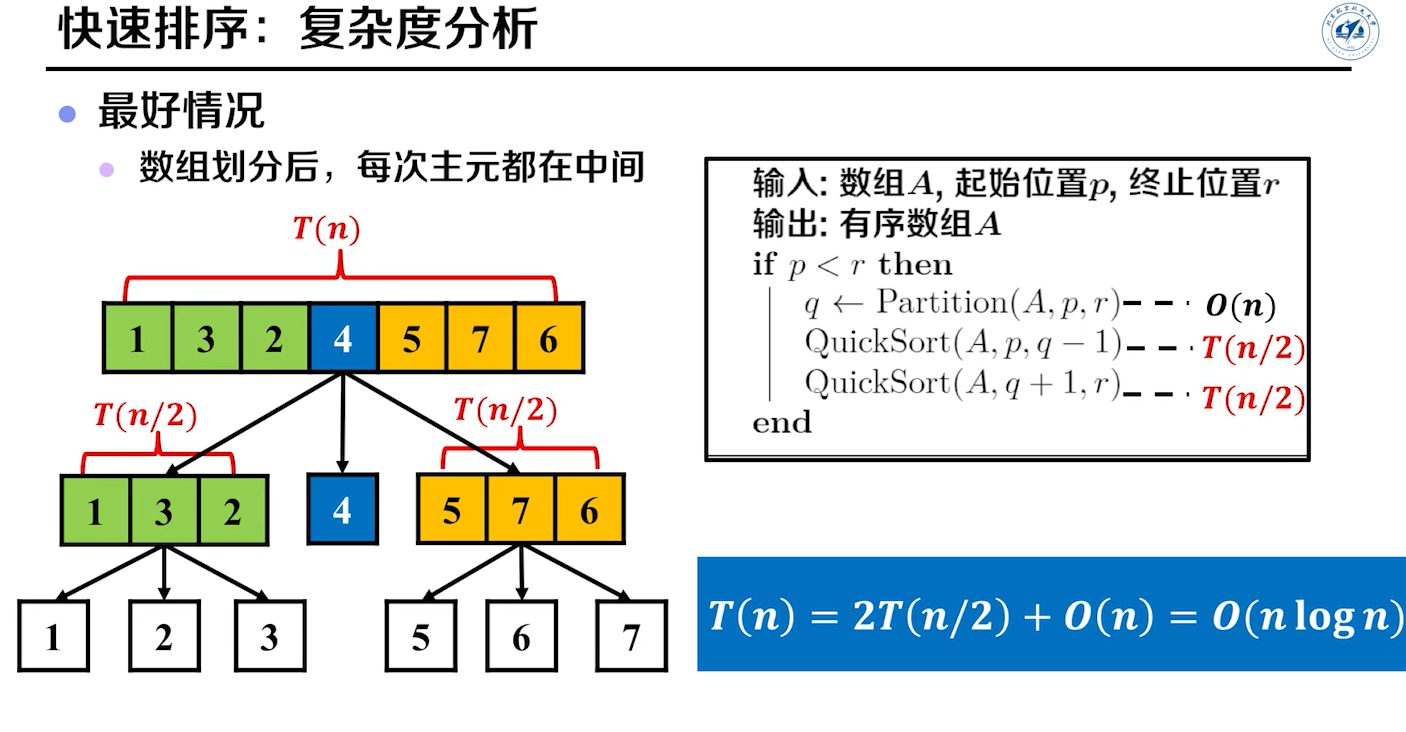 快速排序：复杂度分析
最好情况
数组划分后，每次主元都在中间
T(n)
1 3 2 4 5 7 6
T(n/2) T(n/2)
1 3 2 4 5 7 6
1 2 3 5 6 7
输入: 数组A, 起始位置p, 终止位置r
输出: 有序数组A
if p < r then
q ← Partition(A, p, r) O(n)
QuickSort(A, p, q − 1) T(n/2)
QuickSort(A, q + 1, r) T(n/2)
end
T(n) = 2T(n/2) + O(n) = O(n log n)